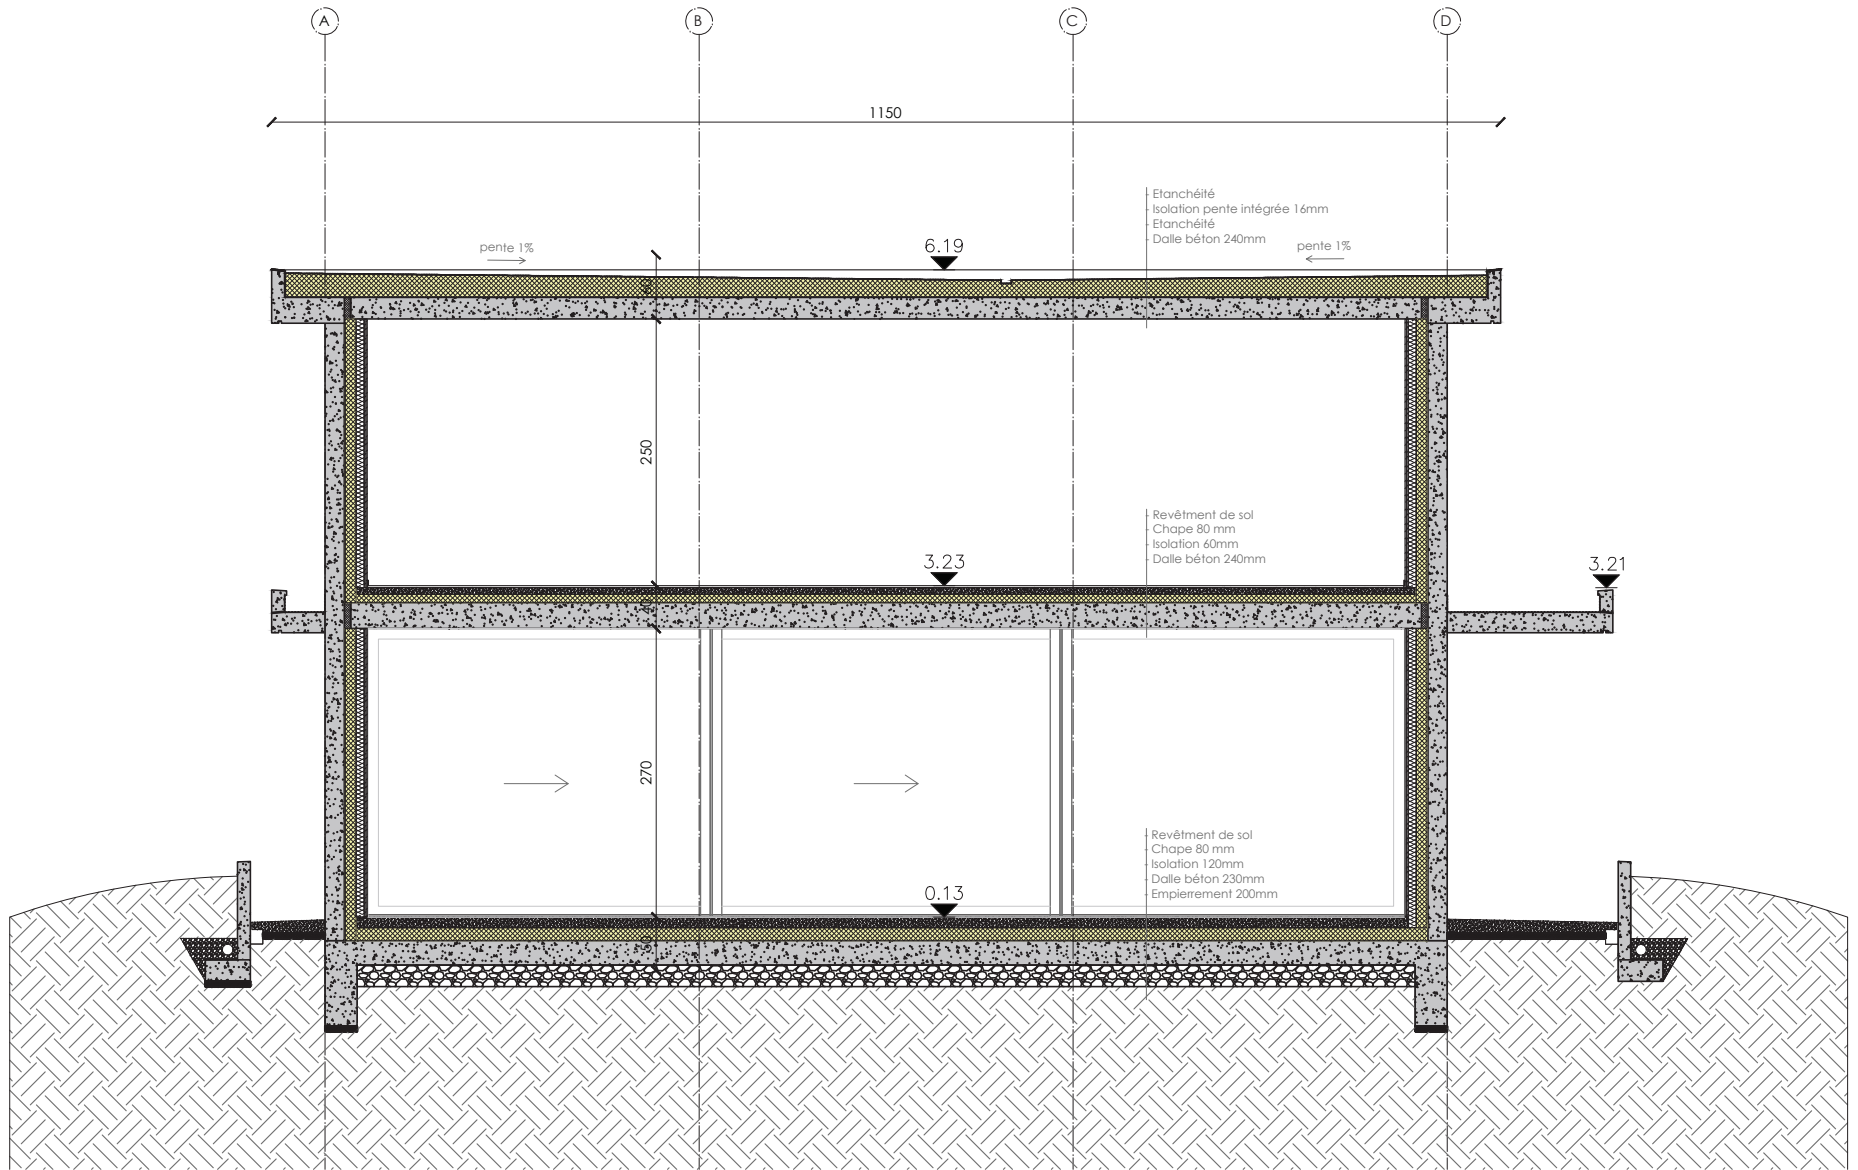 A
B
C
D
1150
Etanchéité
Isolation pente intégrée 16mm
Etanchéité
Dalle béton 240mm
pente 1%
6.19
pente 1%
60
250
Revêtment de sol
Chape 80 mm
Isolation 60mm
Dalle béton 240mm
3.23
3.21
270
Revêtment de sol
Chape 80 mm
Isolation 120mm
Dalle béton 230mm
Empierrement 200mm
0.13